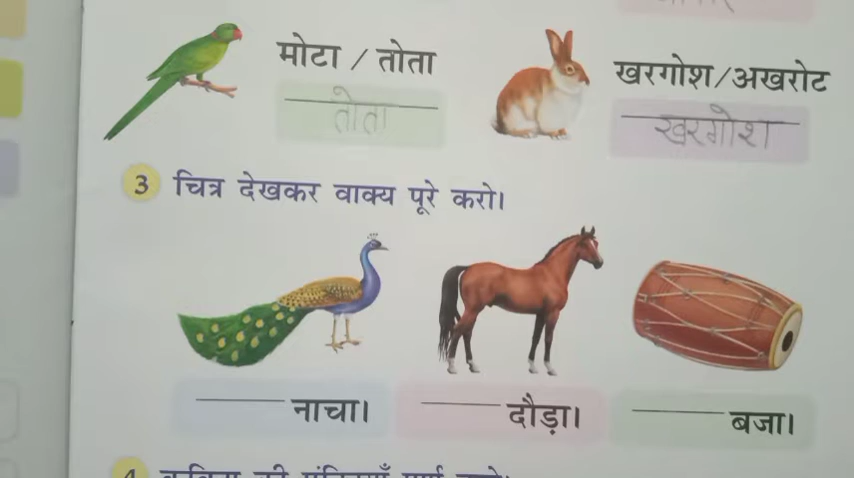 मोटा / तोता
खरगोश/अखरोट
तोता
खरगोश
3 चित्र देखकर वाक्य पूरे करो।
नाचा।
दौड़ा।
बजा।